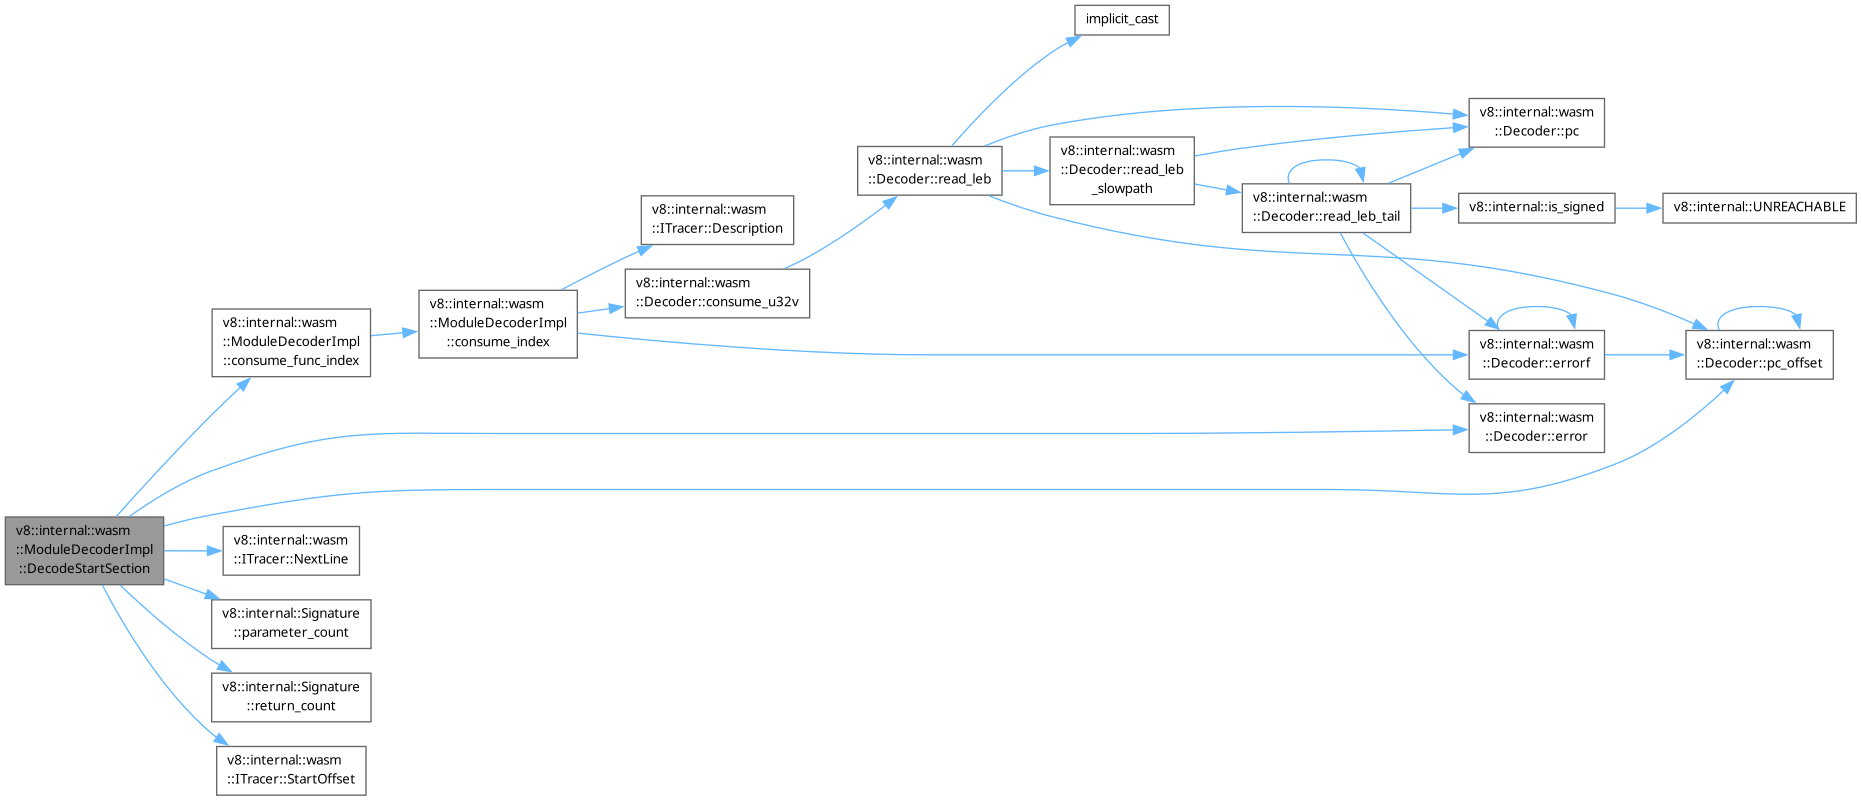 implicit_cast
v8::internal::wasm
::Decoder::pc
v8::internal::wasm
::Decoder::read_leb
v8::internal::wasm
::Decoder::read_leb
_slowpath
v8::internal::wasm
::Decoder::read_leb_tail
v8::internal::is_signed
v8::internal::UNREACHABLE
v8::internal::wasm
::ITracer::Description
v8::internal::wasm
::Decoder::consume_u32v
v8::internal::wasm
::ModuleDecoderImpl
::consume_func_index
v8::internal::wasm
::ModuleDecoderImpl
::consume_index
v8::internal::wasm
::Decoder::errorf
v8::internal::wasm
::Decoder::pc_offset
v8::internal::wasm
::Decoder::error
v8::internal::wasm
::ModuleDecoderImpl
::DecodeStartSection
v8::internal::wasm
::ITracer::NextLine
v8::internal::Signature
::parameter_count
v8::internal::Signature
::return_count
v8::internal::wasm
::ITracer::StartOffset